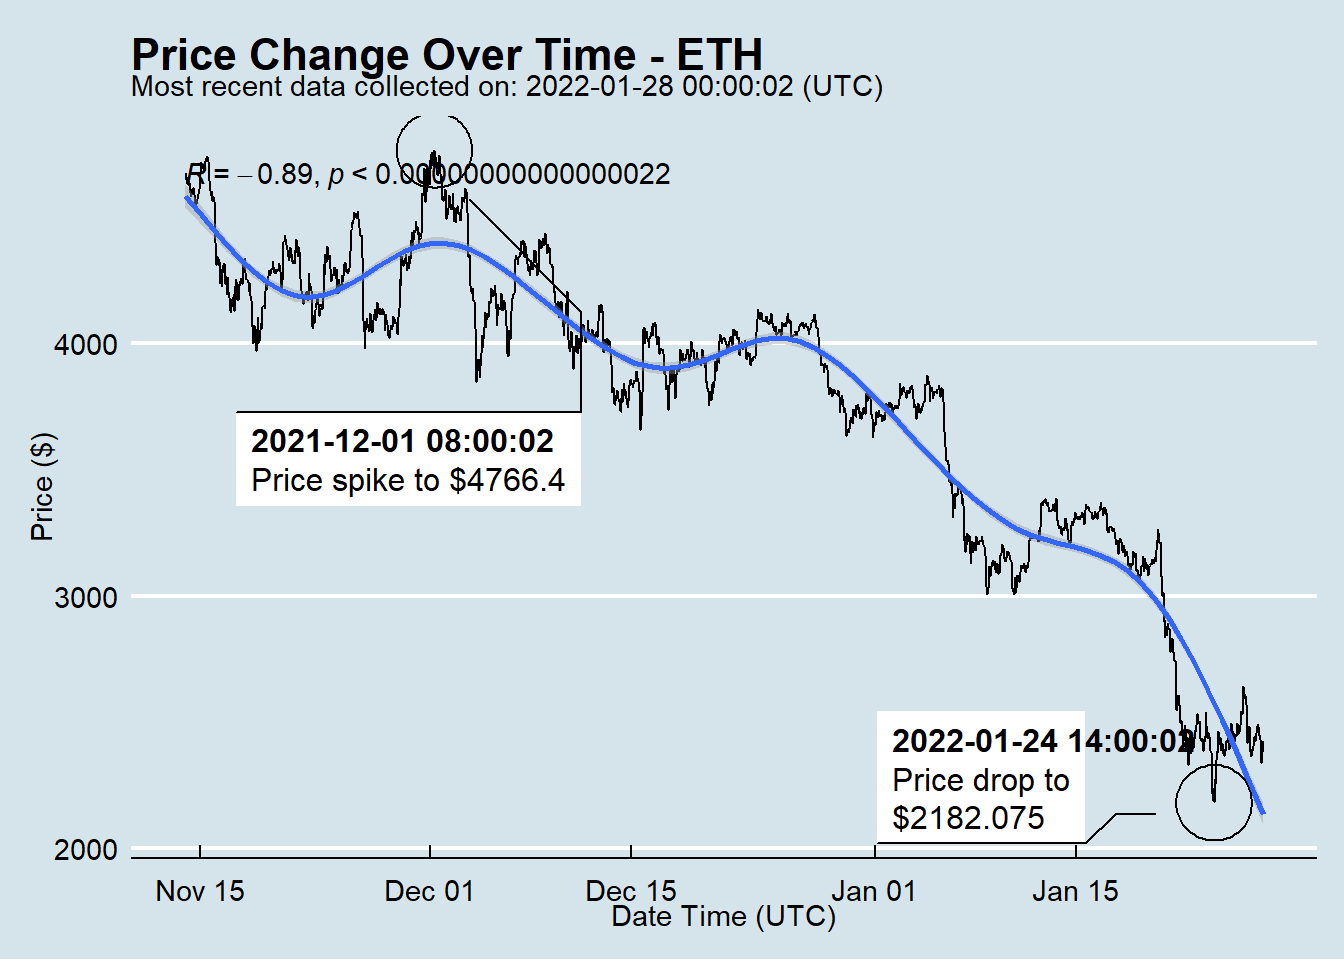 Price Change Over Time - ETH
Most recent data collected on: 2022-01-28 00:00:02 (UTC)
R = −0.89, p < 0.00000000000000022
4000
2021-12-01 08:00:02
Price spike to $4766.4
Price ($)
3000
2022-01-24 14:00:02
Price drop to
$2182.075
2000
Nov 15 Dec 01 Dec 15 Jan 01 Jan 15
Date Time (UTC)